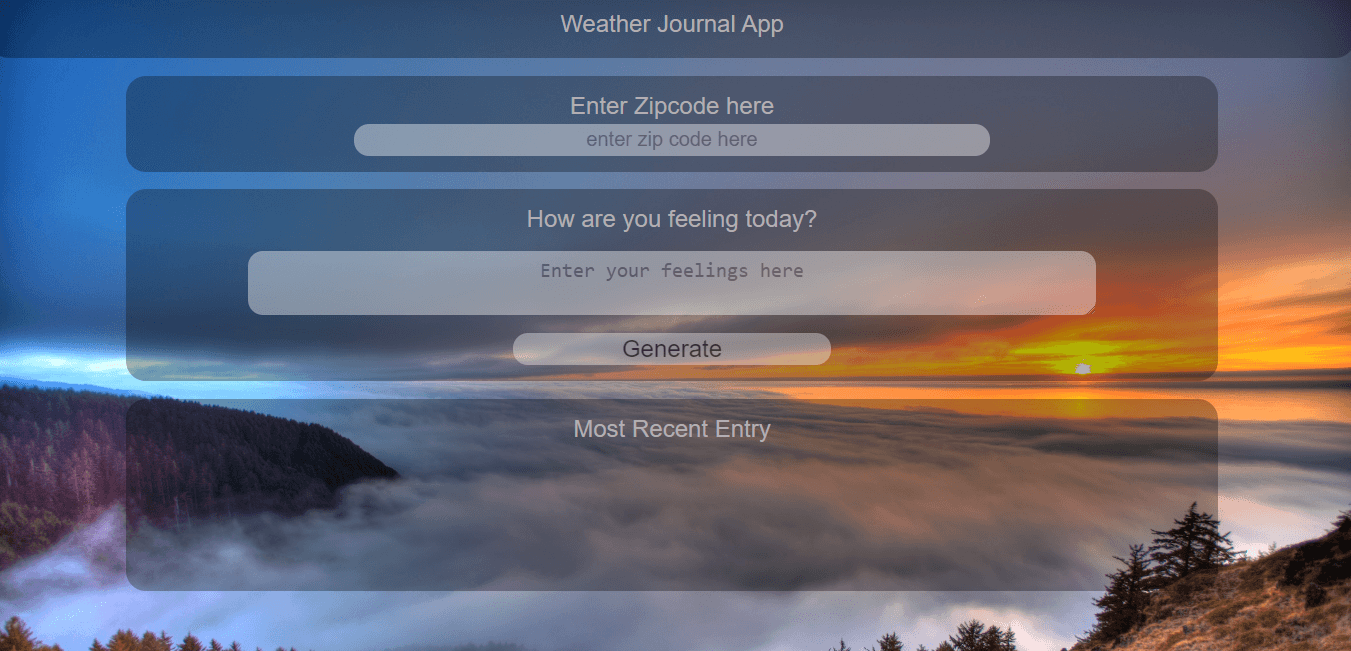 Weather Journal App
Enter Zipcode here
enter zip code here
How are you feeling today?
Enter your feelings here
Generate
Most Recent Entry